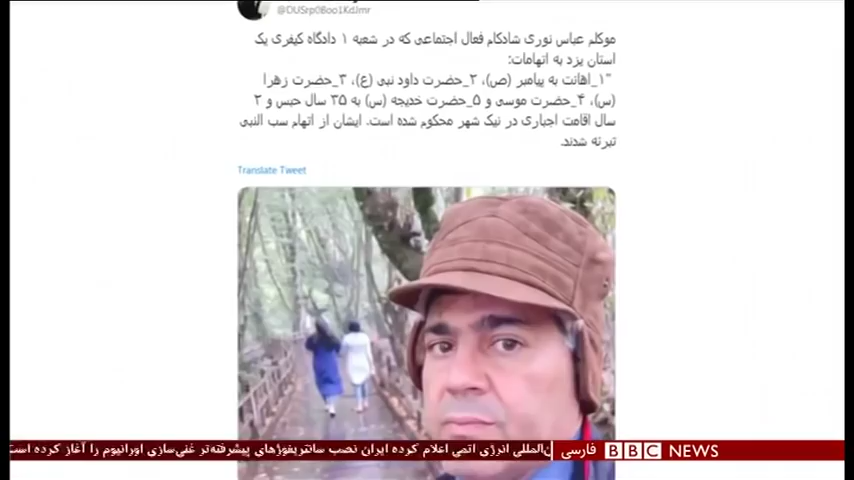 @DUSrp0Boo1KdJmr
موکلم عباس نوری شادکام فعال اجتماعی که در شعبه ۱ دادگاه کیفری یک
استان یزد به اتهامات:
"۱_اهانت به پیامبر (ص)، ۲_حضرت داود نبی (ع)، ۳_حضرت زهرا
(س)، ۴_حضرت موسی و ۵_حضرت خدیجه (س) به ۳۵ سال حبس و ۲
سال اقامت اجباری در نیک شهر محکوم شده است. ایشان از اتهام سب النبی
تبرئه شدند.
Translate Tweet
ن‌المللی انرژی اتمی اعلام کرده ایران نصب سانتریفوژهای پیشرفته‌تر غنی‌سازی اورانیوم را آغاز کرده است
BBC NEWS فارسی